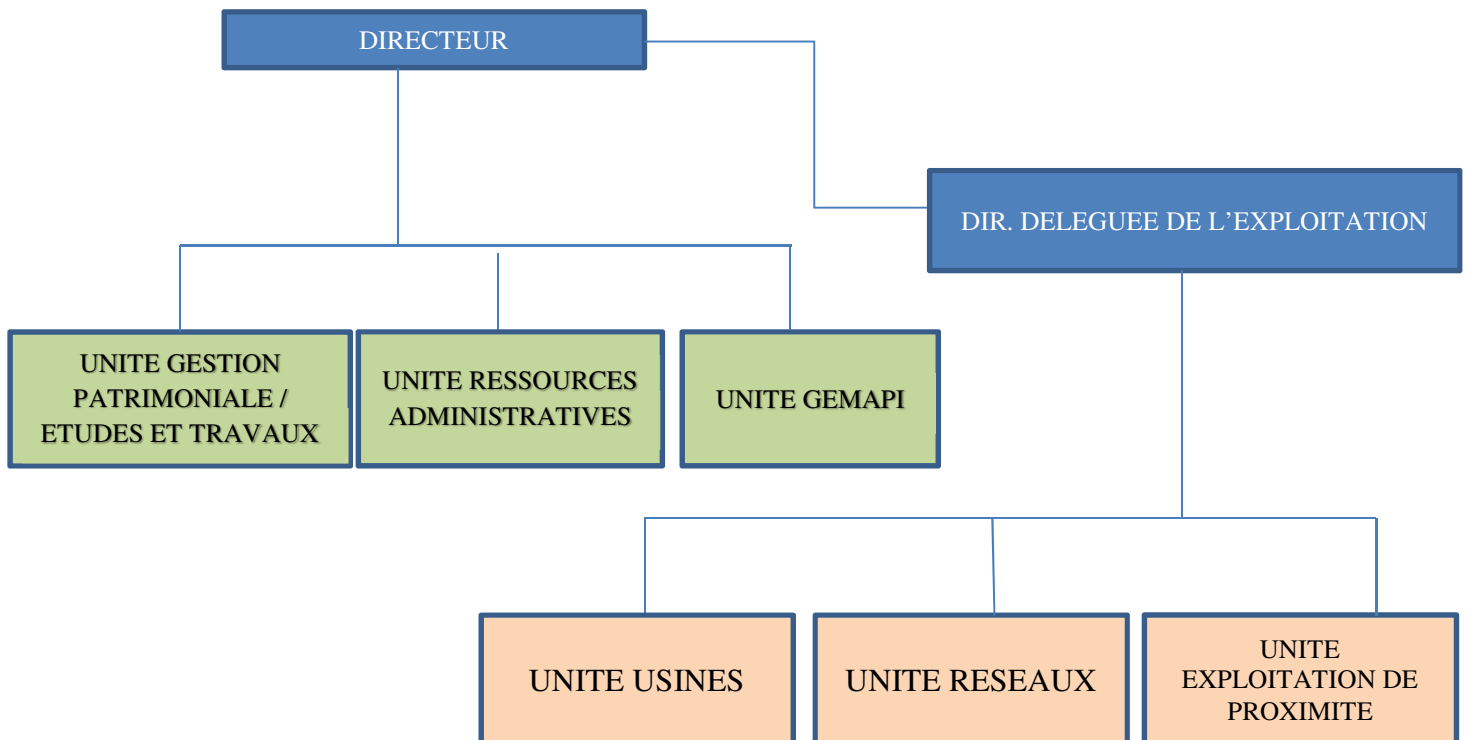 DIRECTEUR
DIR. DELEGUEE DE L’EXPLOITATION
UNITE GESTION
PATRIMONIALE /
ETUDES ET TRAVAUX
UNITE RESSOURCES
ADMINISTRATIVES
UNITE GEMAPI
UNITE USINES
UNITE RESEAUX
UNITE
EXPLOITATION DE
PROXIMITE